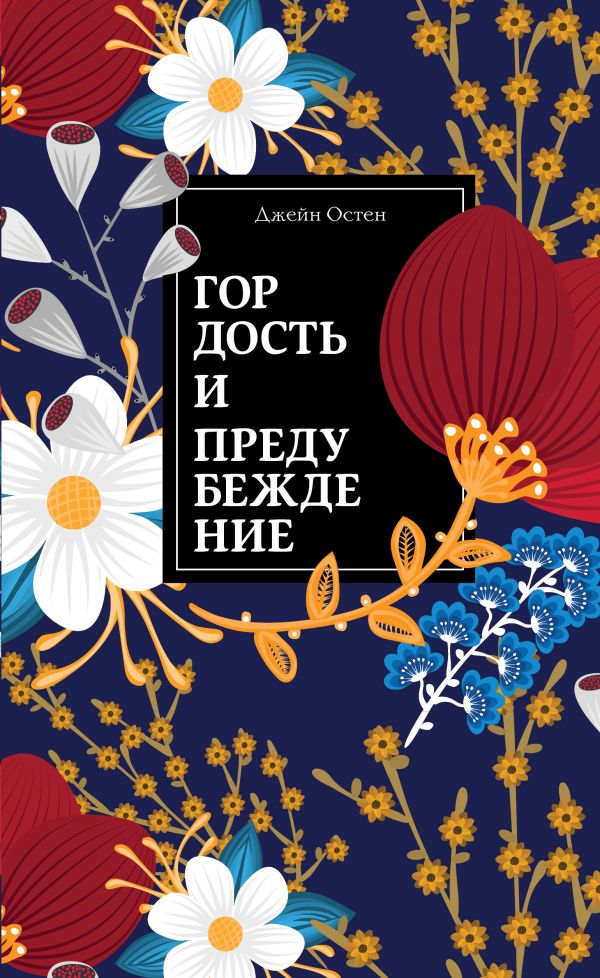 Джейн Остен
ГОР
ДОСТЬ
И
ПРЕДУ
БЕЖДЕ
НИЕ